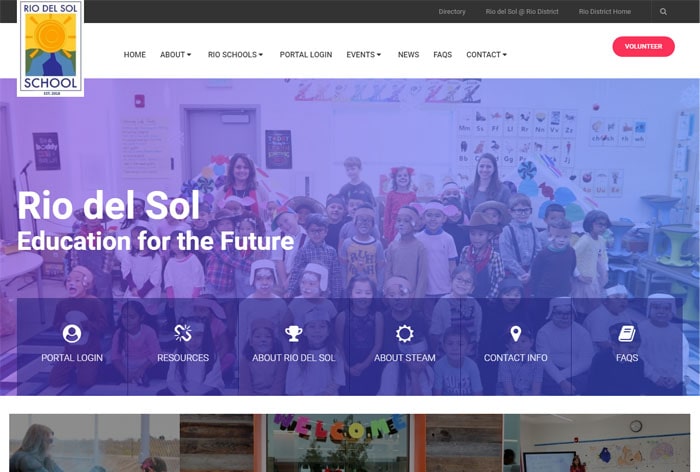 RIO DEL SOL
SCHOOL
EST. 2018
Directory
Rio del Sol @ Rio District
Rio District Home
HOME
ABOUT
RIO SCHOOLS
PORTAL LOGIN
EVENTS
NEWS
FAQS
CONTACT
VOLUNTEER
Rio del Sol
Education for the Future
PORTAL LOGIN
RESOURCES
ABOUT RIO DEL SOL
ABOUT STEAM
CONTACT INFO
FAQS
WELCOME